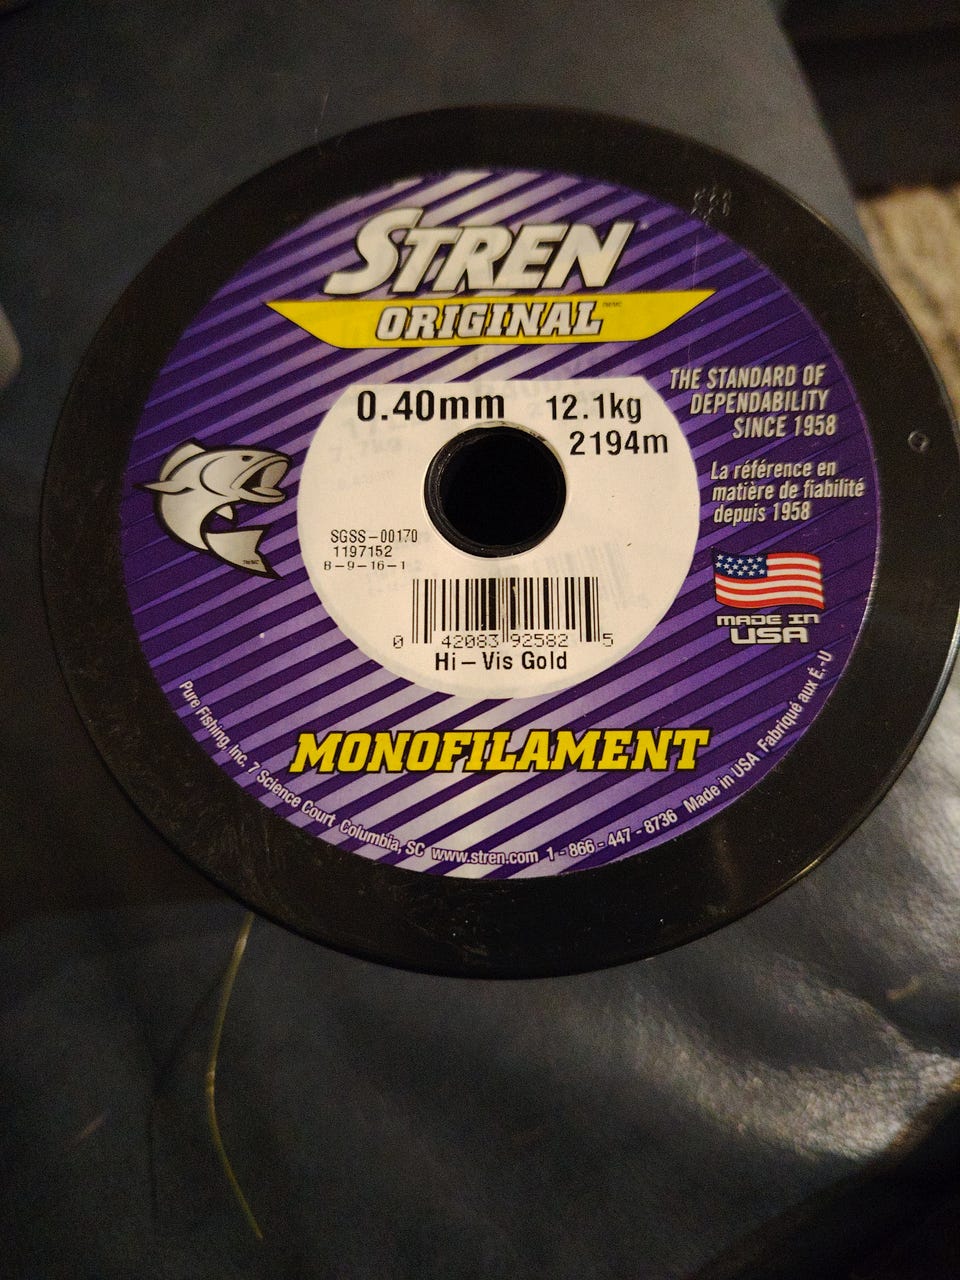 STREN
ORIGINAL
0.40mm 12.1kg
2194m
THE STANDARD OF
DEPENDABILITY
SINCE 1958
La référence en
matière de fiabilité
depuis 1958
SGSS-00170
1197152
B-9-16-1
0 42083 92582 5
Hi-Vis Gold
MADE IN
USA
MONOFILAMENT
Pure Fishing, Inc. 7 Science Court Columbia, SC www.stren.com 1-866-447-8736 Made in USA Fabriqué aux É.-U